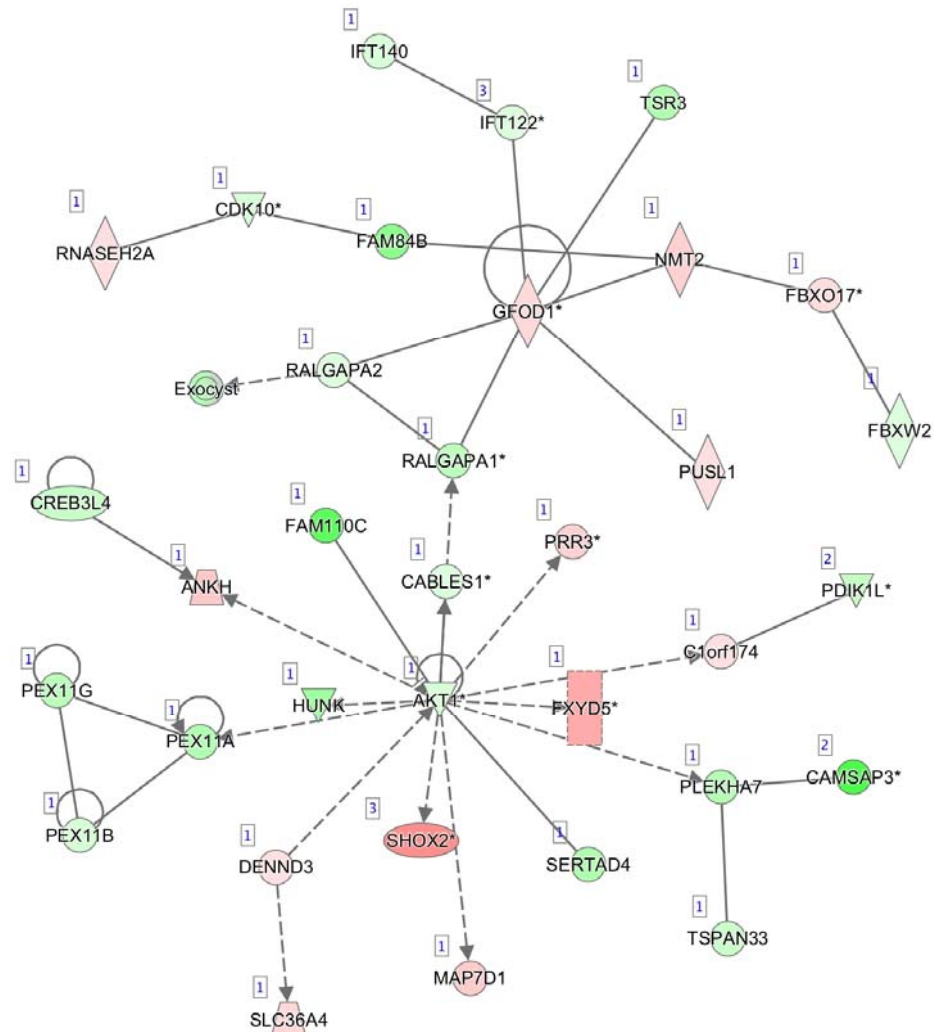 1
IFT140
3
IFT122*
1
TSR3
1
RNASEH2A
1
CDK10*
1
FAM84B
1
NMT2
1
FBXO17*
GFOD1*
1
RALGAPA2
Exocyst
1
FBXW2
1
RALGAPA1*
1
PUSL1
1
CREB3L4
1
FAM110C
1
PRR3*
1
ANKH
1
CABLES1*
2
PDIK1L*
1
C1orf174
1
PEX11G
1
HUNK
1
AKT1*
1
FXYD5*
1
PEX11A
1
PLEKHA7
2
CAMSAP3*
1
PEX11B
1
DENND3
3
SHOX2*
1
SERTAD4
1
TSPAN33
1
MAP7D1
1
SLC36A4